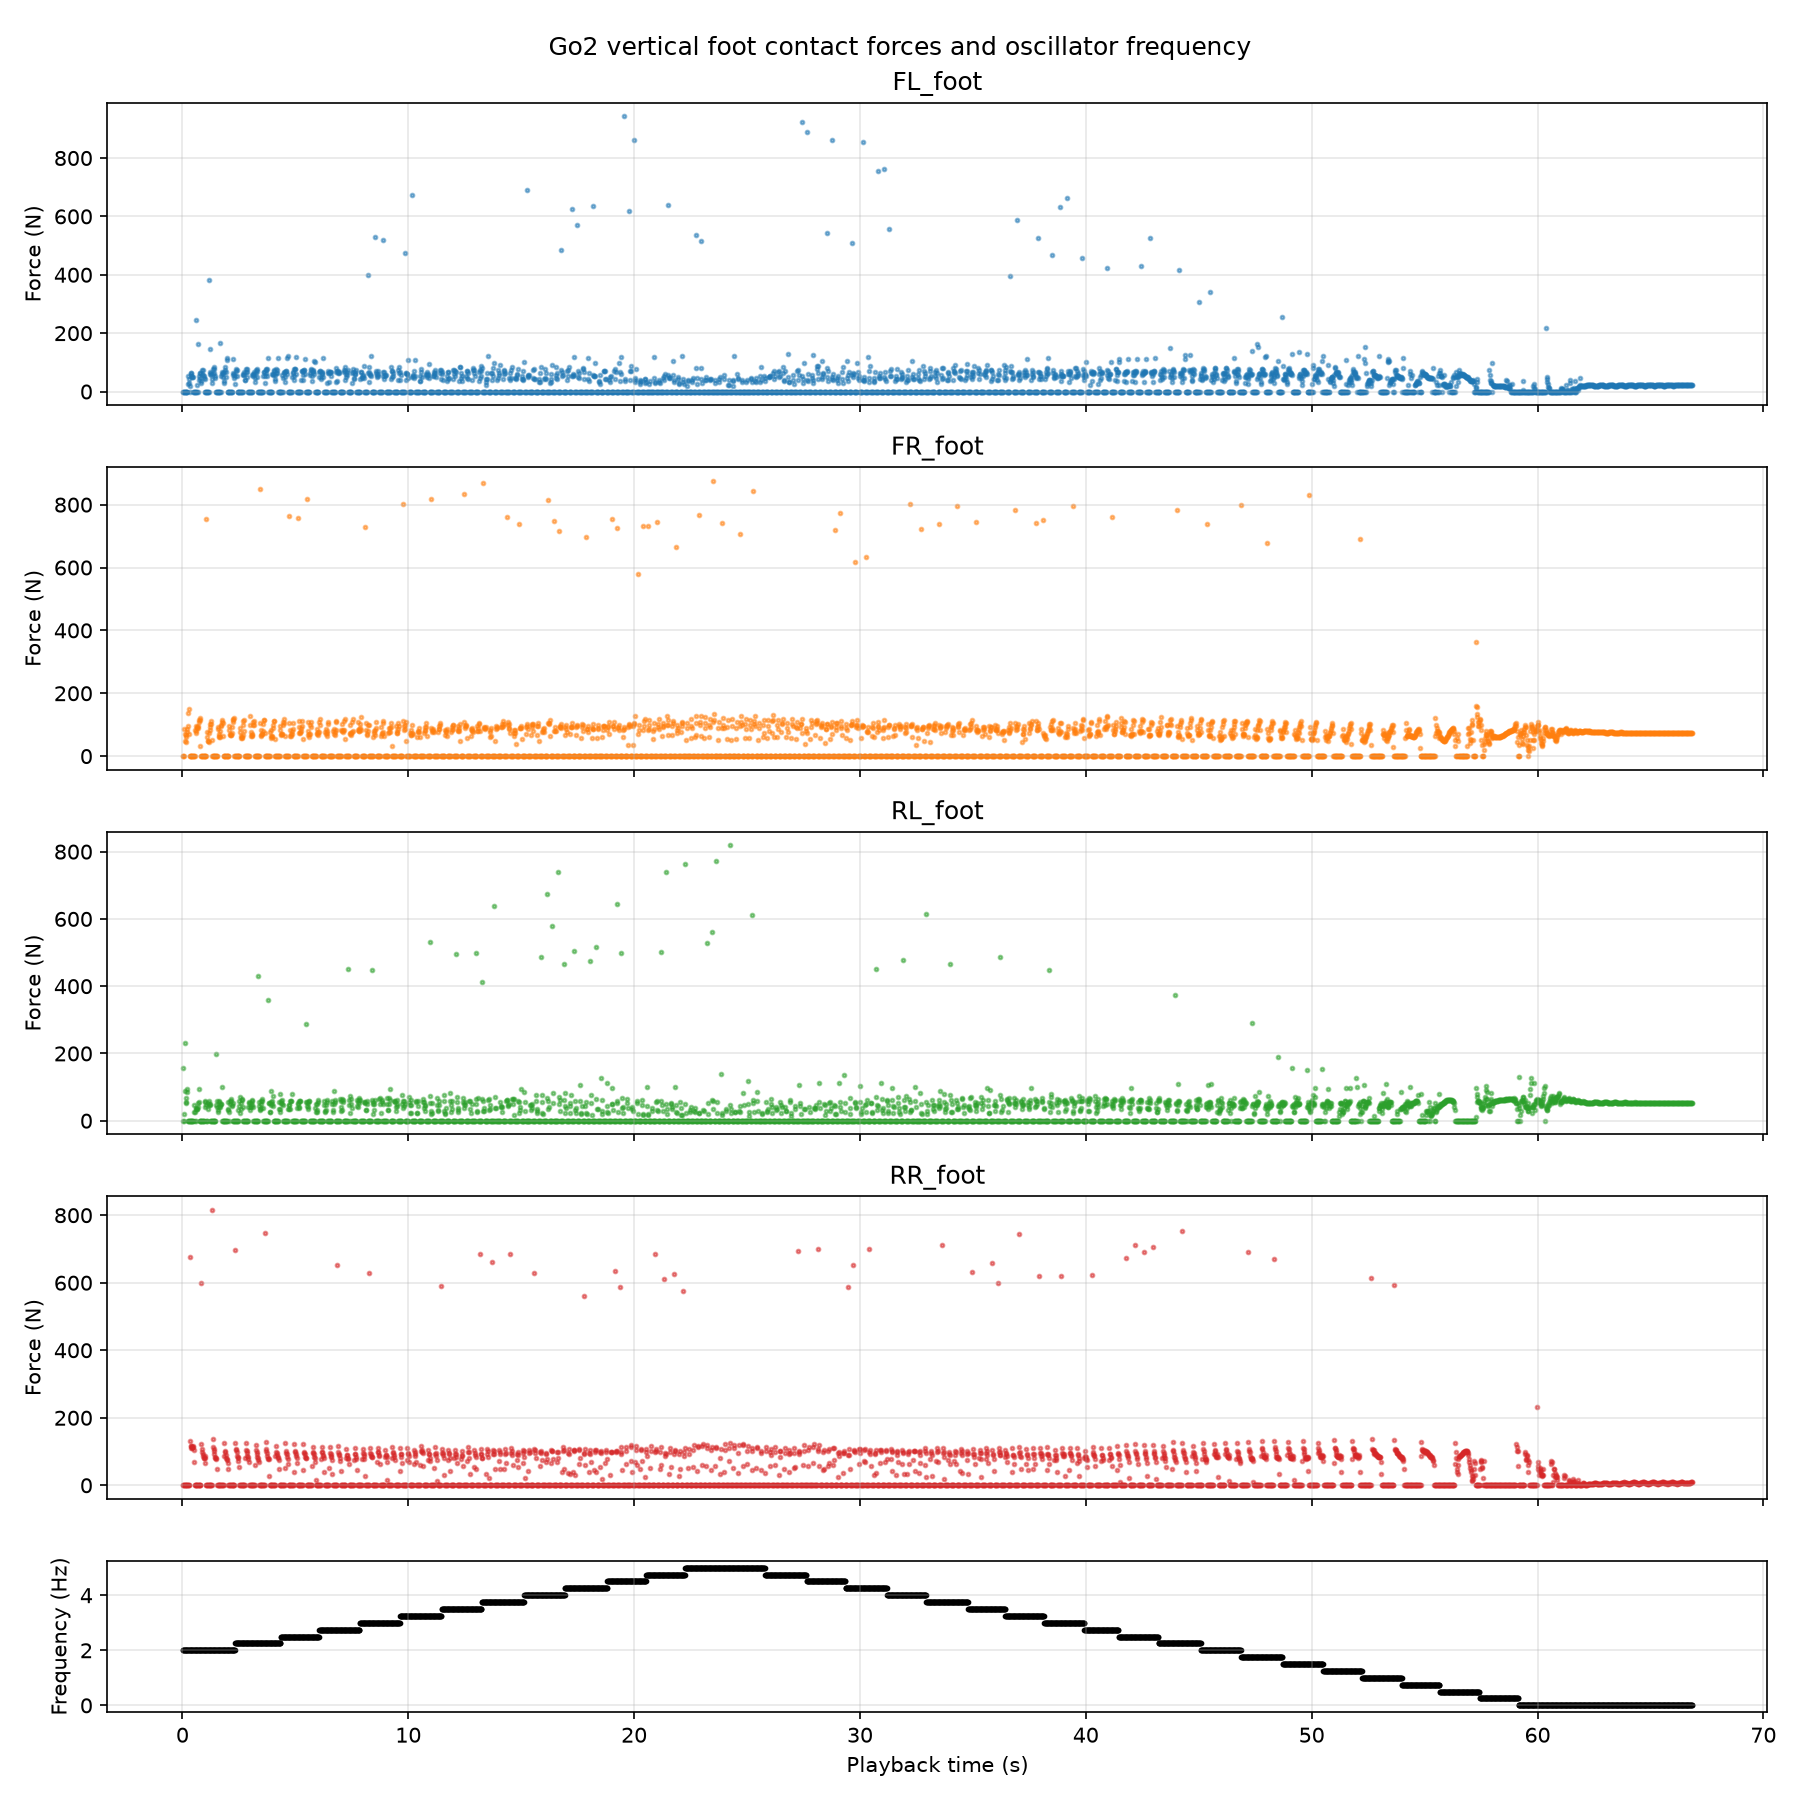 Go2 vertical foot contact forces and oscillator frequency
FL_foot
800
600
400
200
0
Force (N)
FR_foot
800
600
400
200
0
Force (N)
RL_foot
800
600
400
200
0
Force (N)
RR_foot
800
600
400
200
0
Force (N)
4
2
0
Frequency (Hz)
0 10 20 30 40 50 60 70
Playback time (s)